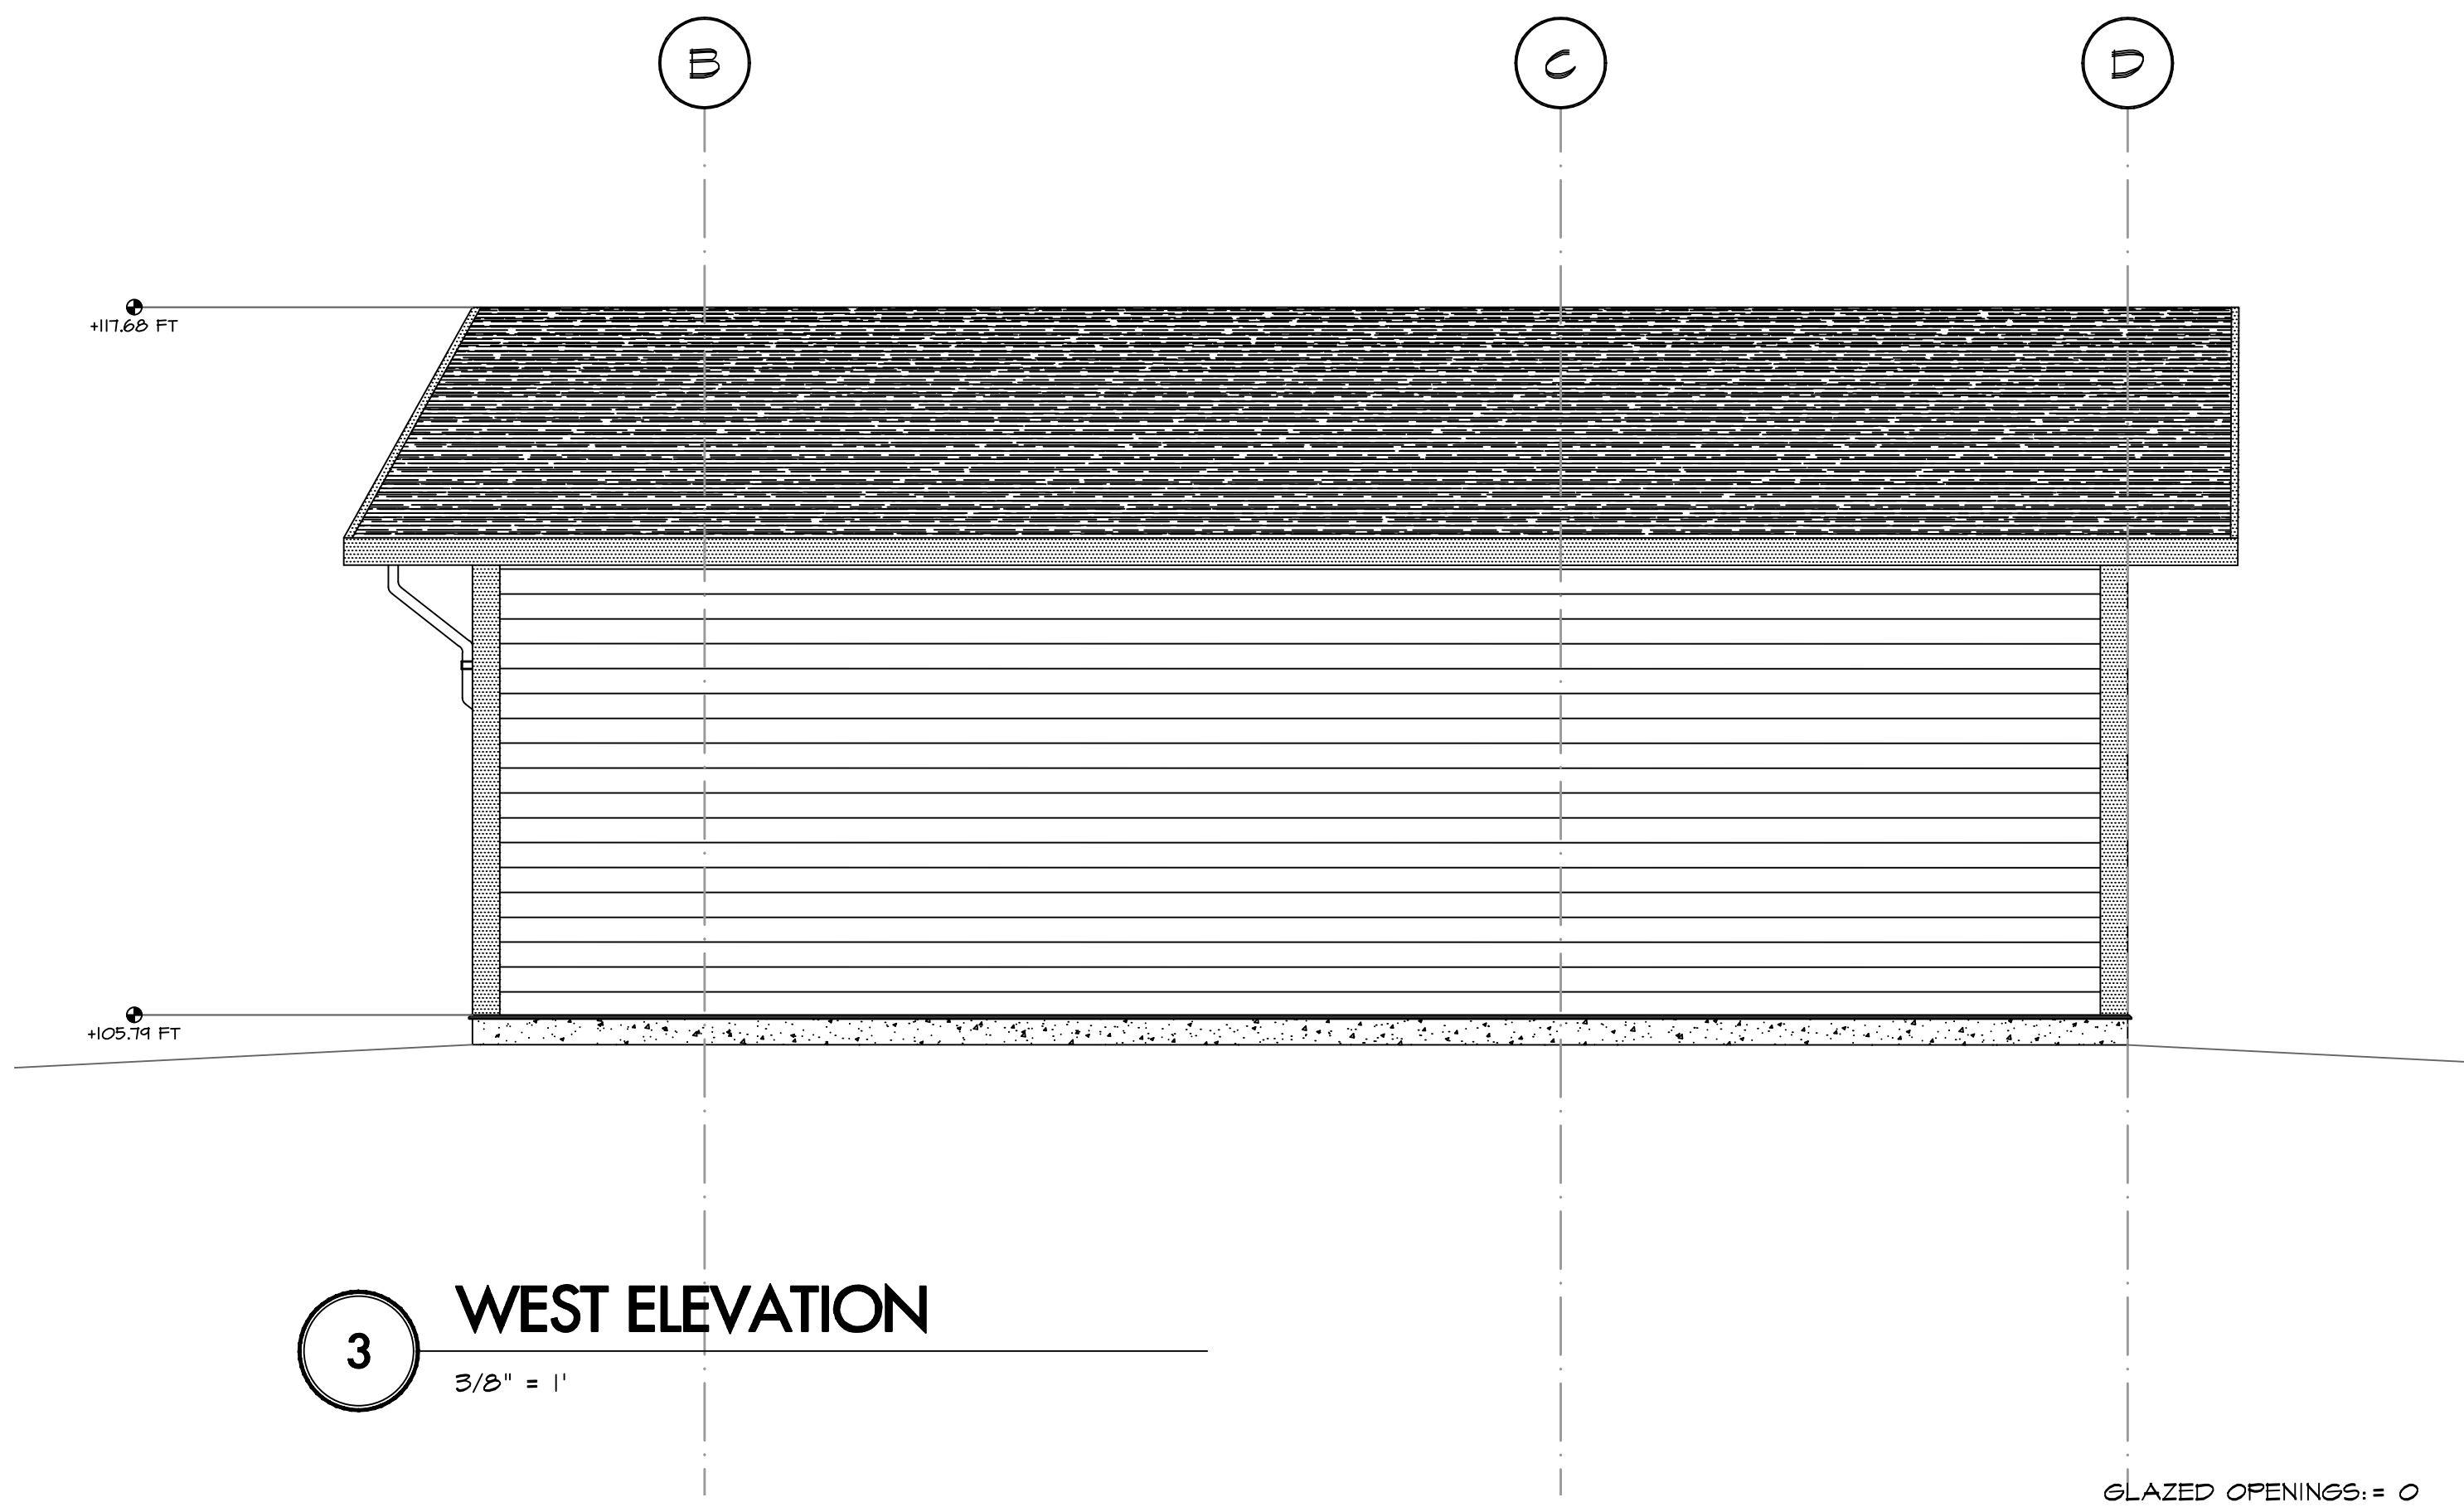 B C D
+117.68 FT
+105.79 FT
WEST ELEVATION
3
3/8" = 1'
GLAZED OPENINGS: = 0